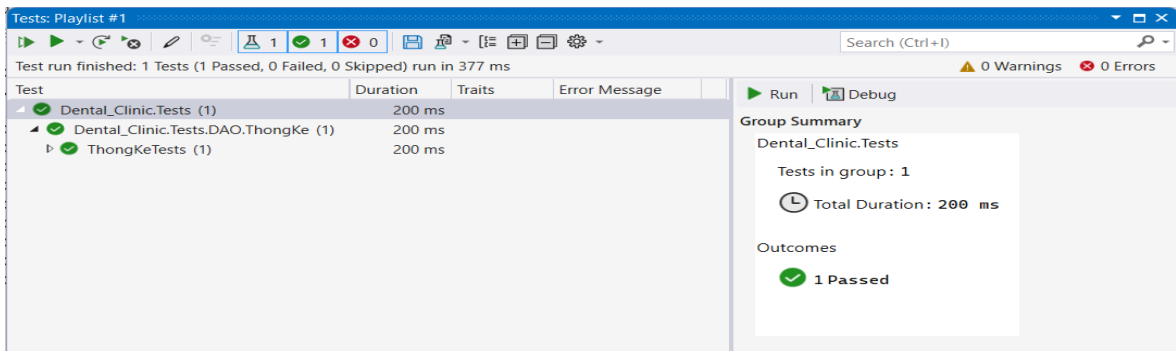 Tests: Playlist #1
1 1 0 Search (Ctrl+I)
Test run finished: 1 Tests (1 Passed, 0 Failed, 0 Skipped) run in 377 ms 0 Warnings 0 Errors
Test Duration Traits Error Message
Dental_Clinic.Tests (1) 200 ms
Dental_Clinic.Tests.DAO.ThongKe (1) 200 ms
ThongKeTests (1) 200 ms
Run Debug
Group Summary
Dental_Clinic.Tests
Tests in group: 1
Total Duration: 200 ms
Outcomes
1 Passed